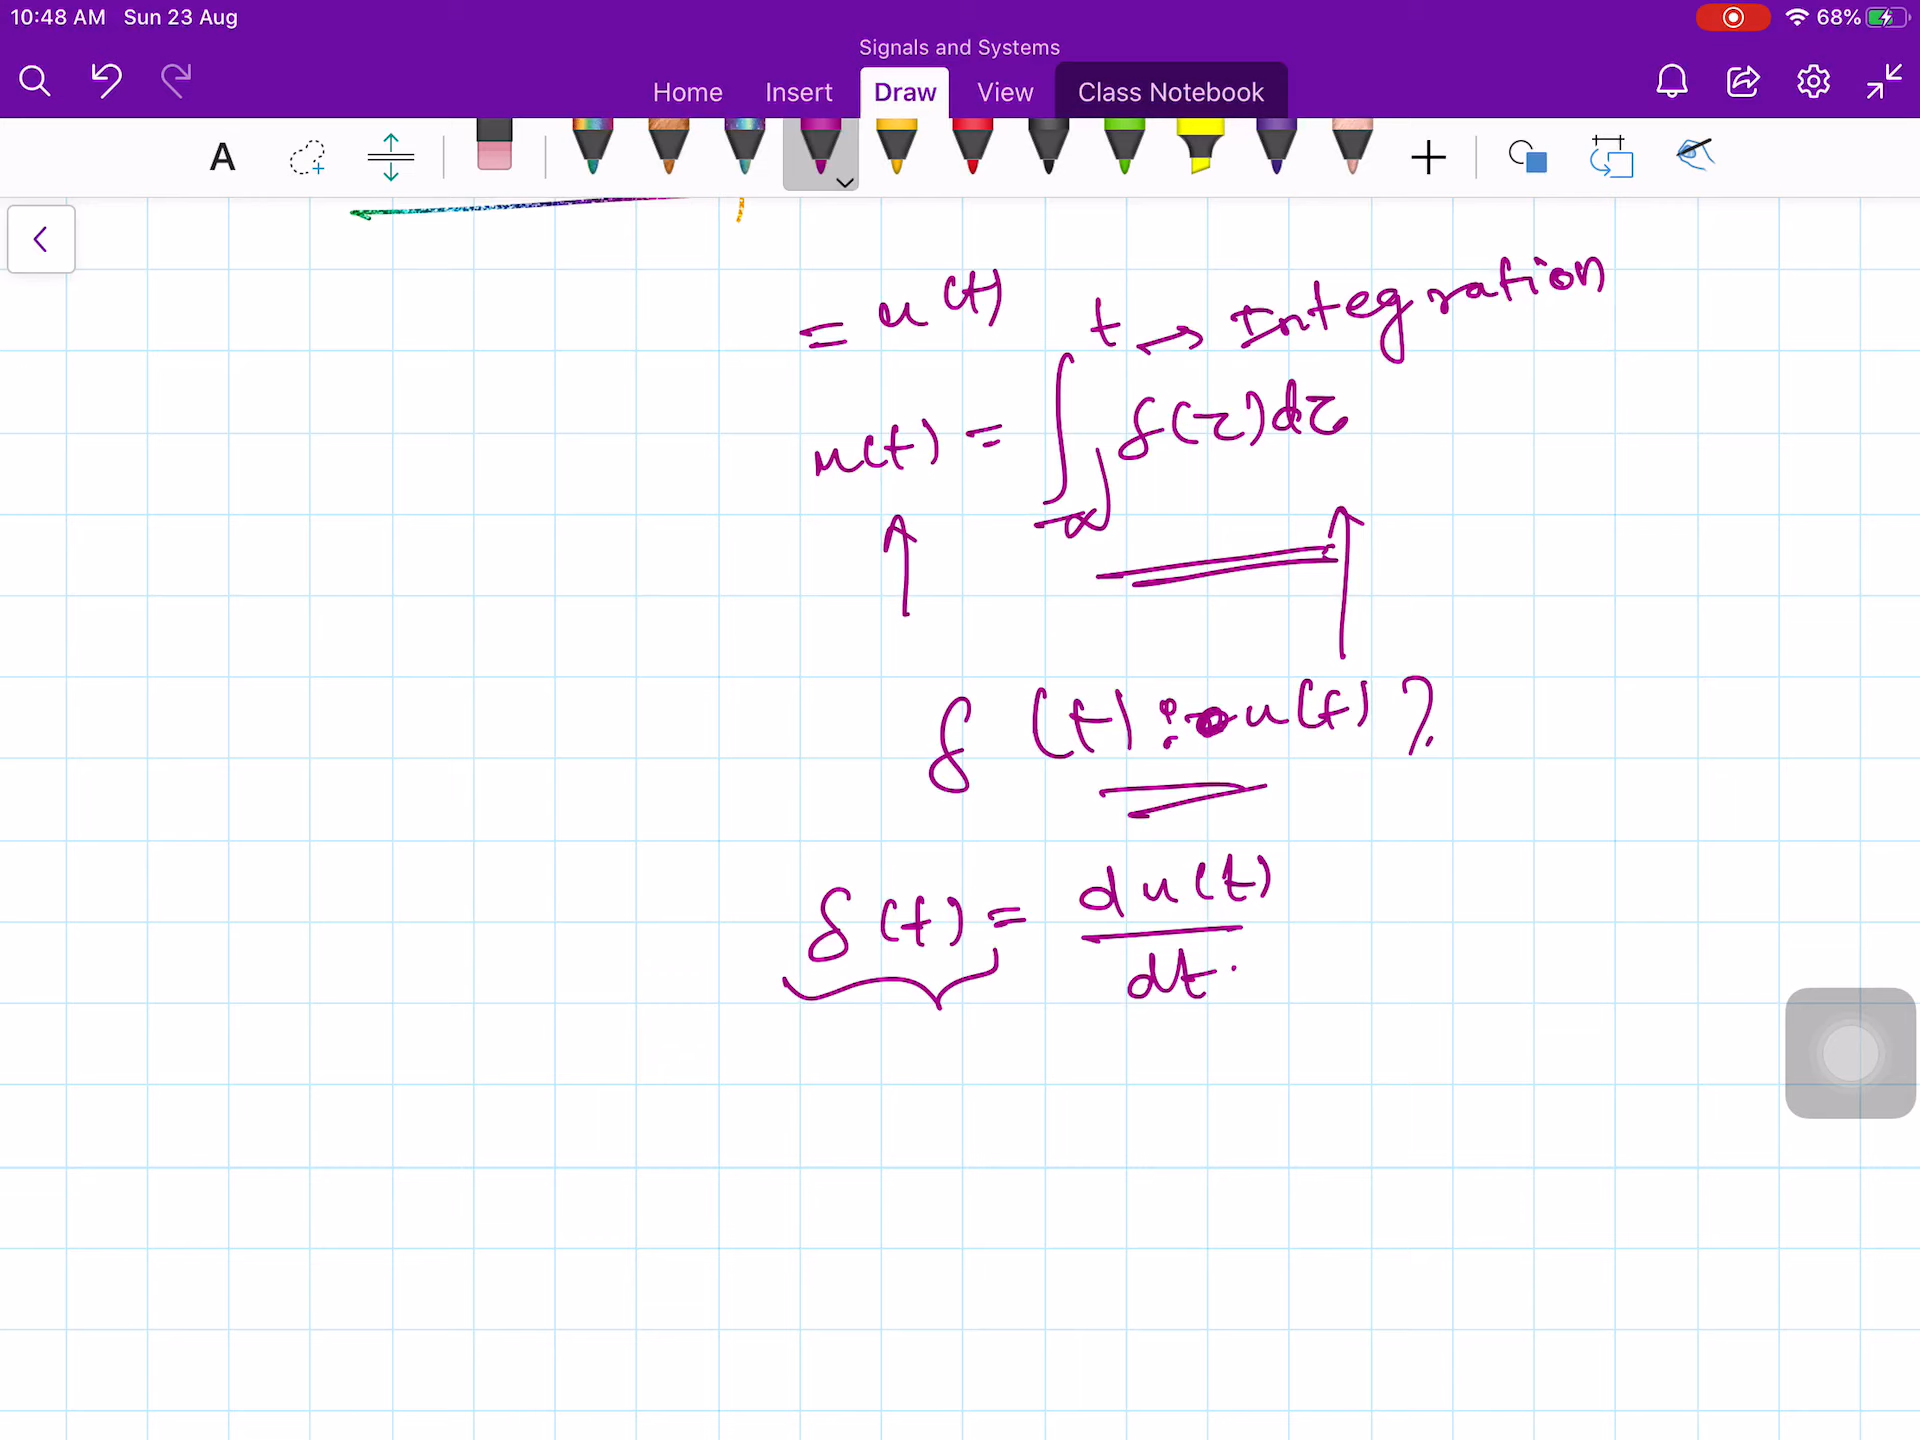 10:48 AM Sun 23 Aug 68%
Signals and Systems
Home Insert Draw View Class Notebook
A
= u(t) t → Integration
u(t) = ∫ δ(τ)dτ
-∞
δ(t) : u(t) ?
δ(t) = du(t)
dt.